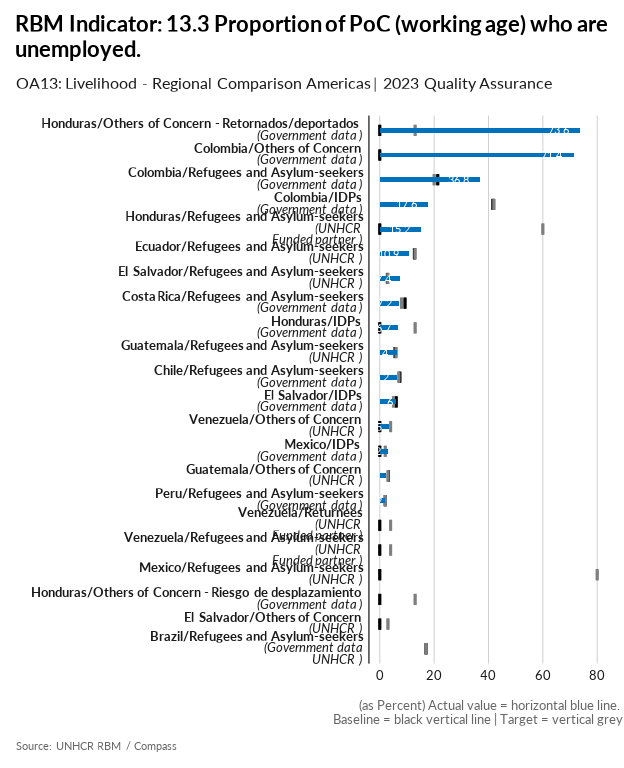 RBM Indicator: 13.3 Proportion of PoC (working age) who are
unemployed.
OA13: Livelihood - Regional Comparison Americas| 2023 Quality Assurance
Honduras/Others of Concern - Retornados/deportados
(Government data)
73.6
Colombia/Others of Concern
(Government data)
71.4
Colombia/Refugees and Asylum-seekers
(Government data)
36.8
Colombia/IDPs
(Government data)
17.6
Honduras/Refugees and Asylum-seekers
(UNHCR
Funded partner)
15.2
Ecuador/Refugees and Asylum-seekers
(UNHCR )
10.9
El Salvador/Refugees and Asylum-seekers
(UNHCR )
Costa Rica/Refugees and Asylum-seekers
(Government data)
Honduras/IDPs
(Government data)
Guatemala/Refugees and Asylum-seekers
(UNHCR )
Chile/Refugees and Asylum-seekers
(Government data)
El Salvador/IDPs
(Government data)
Venezuela/Others of Concern
(UNHCR )
Mexico/IDPs
(Government data)
Guatemala/Others of Concern
(UNHCR )
Peru/Refugees and Asylum-seekers
(Government data)
Venezuela/Returnees
(UNHCR
Funded partner)
Venezuela/Refugees and Asylum-seekers
(UNHCR
Funded partner)
Mexico/Refugees and Asylum-seekers
(UNHCR )
Honduras/Others of Concern - Riesgo de desplazamiento
(Government data)
El Salvador/Others of Concern
(UNHCR )
Brazil/Refugees and Asylum-seekers
(Government data
UNHCR )
0 20 40 60 80
(as Percent) Actual value = horizontal blue line.
Baseline = black vertical line | Target = vertical grey
Source: UNHCR RBM / Compass